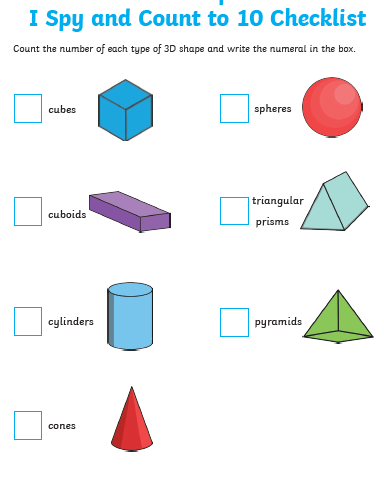 I Spy and Count to 10 Checklist
Count the number of each type of 3D shape and write the numeral in the box.
cubes
spheres
cuboids
triangular
prisms
cylinders
pyramids
cones